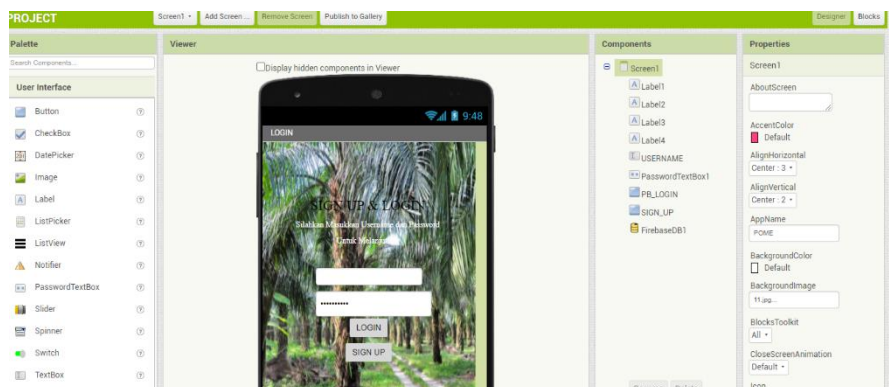 PROJECT
Screen1
Add Screen ...
Remove Screen
Publish to Gallery
Designer
Blocks
Palette
Search Components...
User Interface
Button
CheckBox
DatePicker
Image
Label
ListPicker
ListView
Notifier
PasswordTextBox
Slider
Spinner
Switch
TextBox
Viewer
Display hidden components in Viewer
9:48
LOGIN
SIGN UP & LOGIN
Silahkan Masukkan Username dan Password
Untuk Melanjutkan
••••••••••
LOGIN
SIGN UP
Components
Screen1
Label1
Label2
Label3
Label4
USERNAME
PasswordTextBox1
PB_LOGIN
SIGN_UP
FirebaseDB1
Properties
Screen1
AboutScreen
AccentColor
Default
AlignHorizontal
Center : 3
AlignVertical
Center : 2
AppName
POME
BackgroundColor
Default
BackgroundImage
11.jpg...
BlocksToolkit
All
CloseScreenAnimation
Default